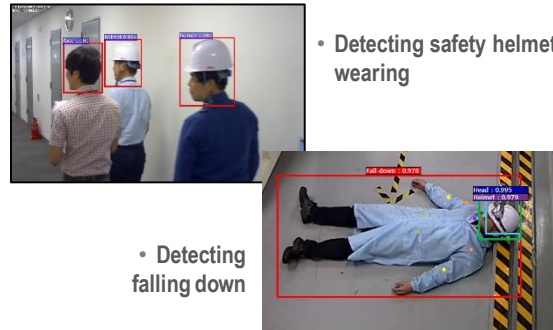 • Detecting safety helmet
wearing
Fall-down : 0.978
Head : 0.995
Helmet : 0.979
• Detecting
falling down